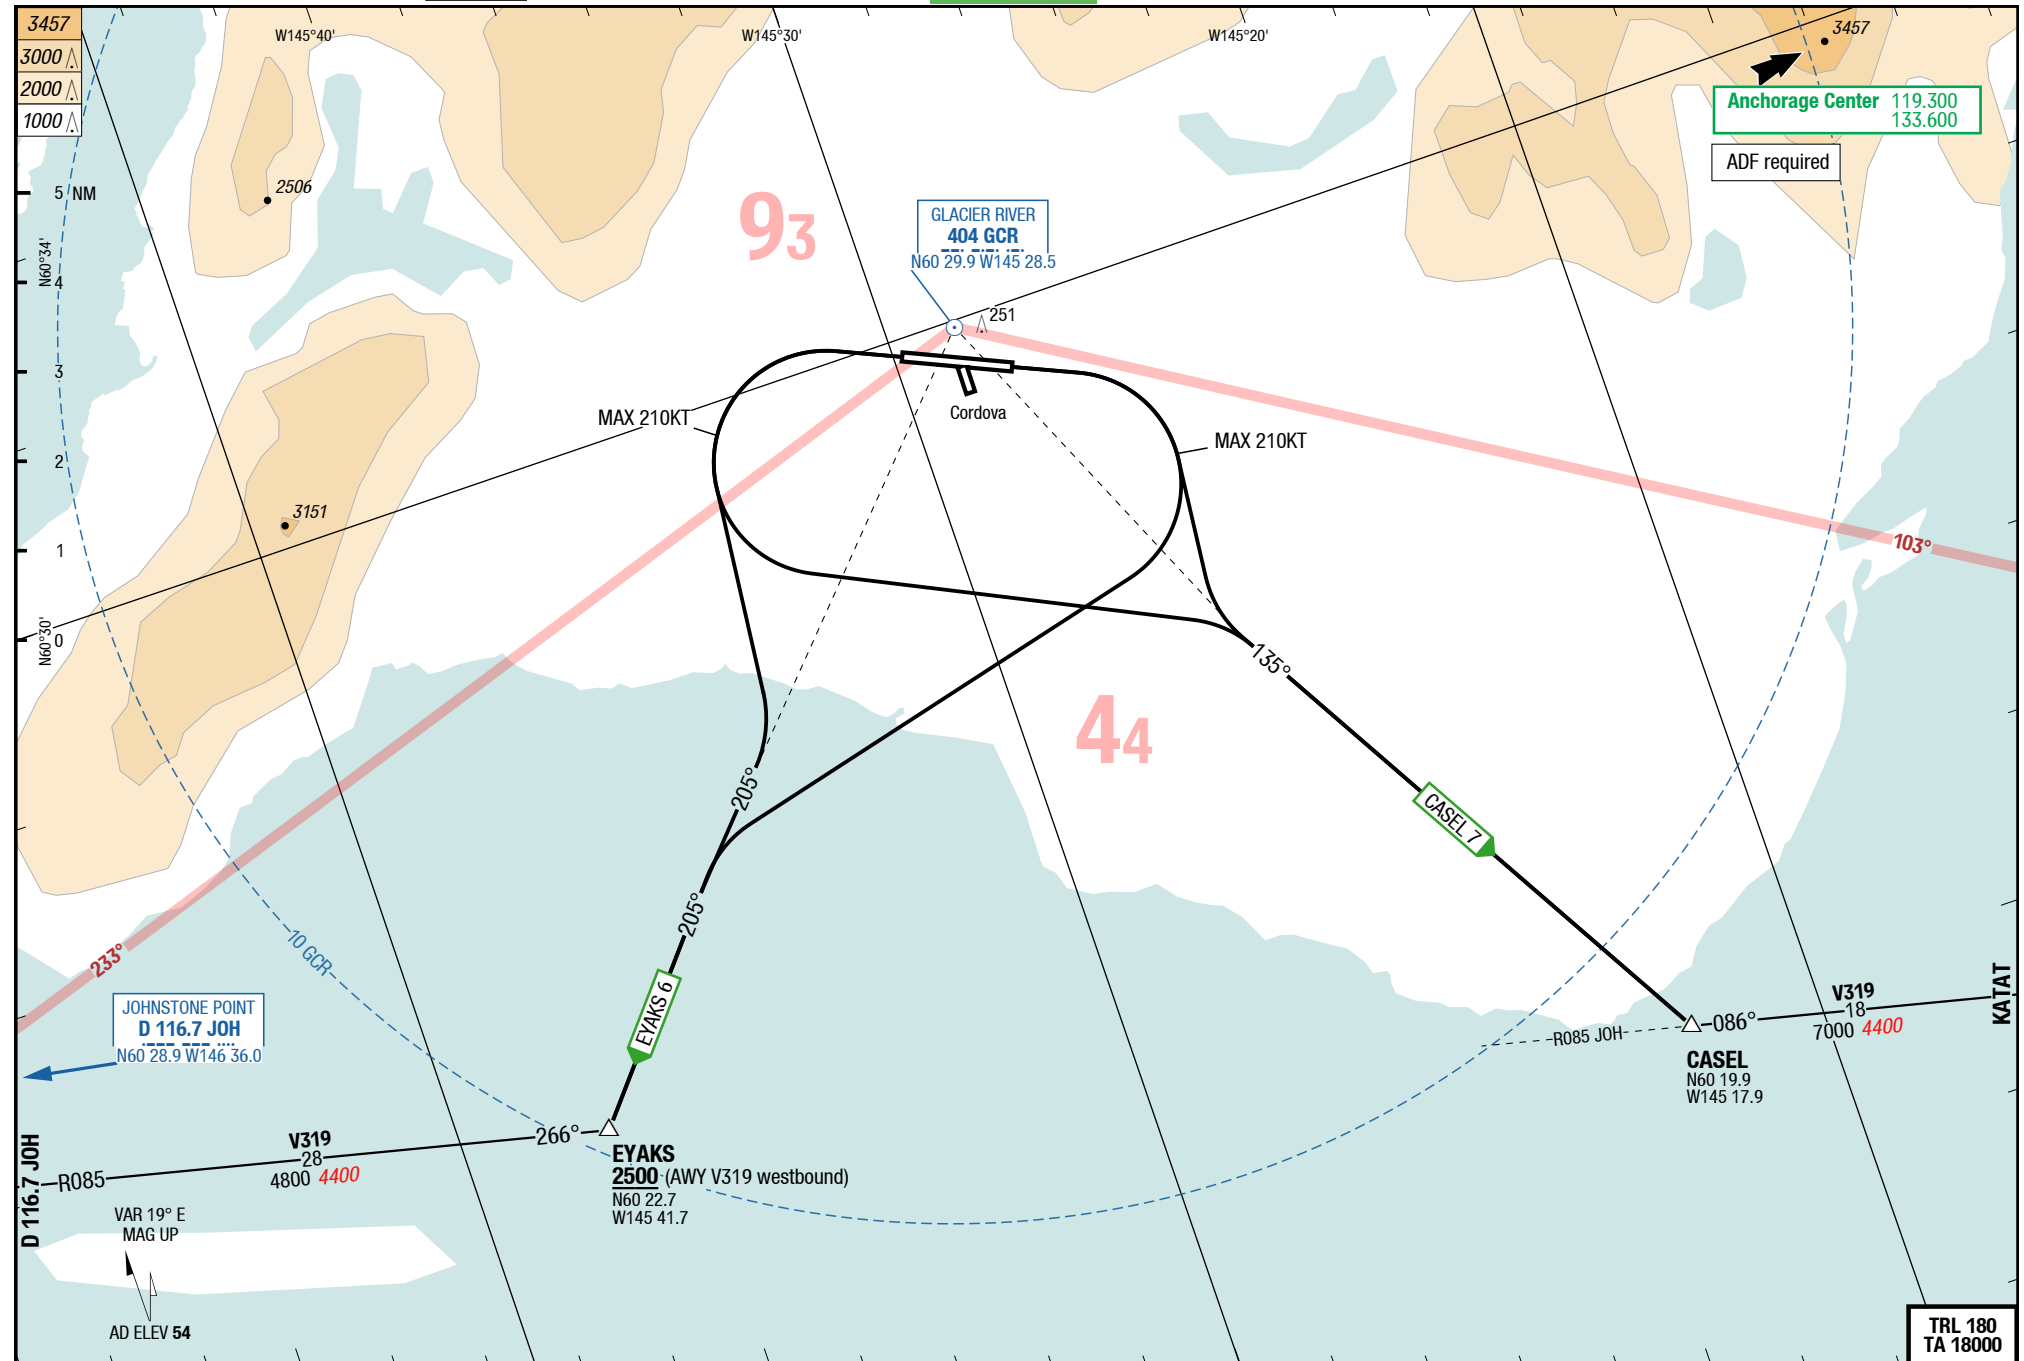 3457
3000
2000
1000
W145°40'
W145°30'
W145°20'
3457
Anchorage Center 119.300
133.600
ADF required
2506
5 NM
4
3
2
1
0
N60°34'
N60°30'
93
GLACIER RIVER
404 GCR
N60 29.9 W145 28.5
251
MAX 210KT
Cordova
MAX 210KT
3151
103°
135°
44
205°
CASEL 7
205°
233°
10 GCR
EYAKS 6
JOHNSTONE POINT
D 116.7 JOH
N60 28.9 W146 36.0
KATAT
V319
18
7000 4400
086°
R085 JOH
CASEL
N60 19.9
W145 17.9
D 116.7 JOH
R085
V319
28
4800 4400
266°
EYAKS
2500 (AWY V319 westbound)
N60 22.7
W145 41.7
VAR 19° E
MAG UP
AD ELEV 54
TRL 180
TA 18000